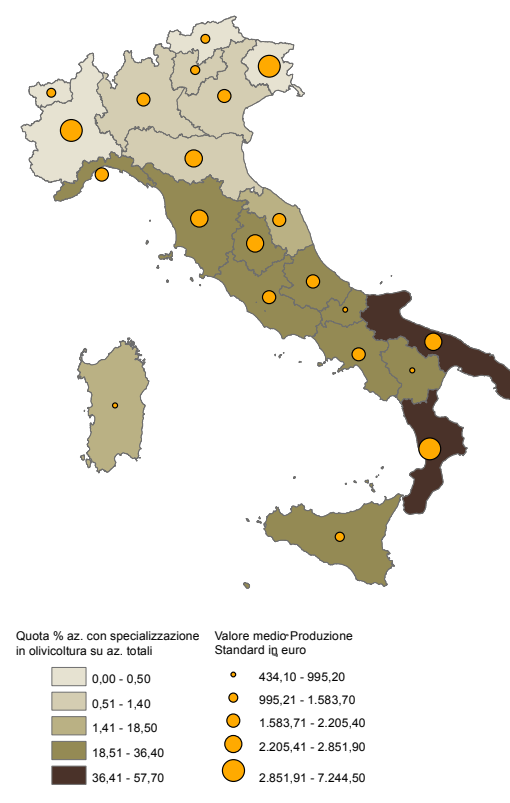 Quota % az. con specializzazione
in olivicoltura su az. totali
0,00 - 0,50
0,51 - 1,40
1,41 - 18,50
18,51 - 36,40
36,41 - 57,70
Valore medio Produzione
Standard in euro
434,10 - 995,20
995,21 - 1.583,70
1.583,71 - 2.205,40
2.205,41 - 2.851,90
2.851,91 - 7.244,50